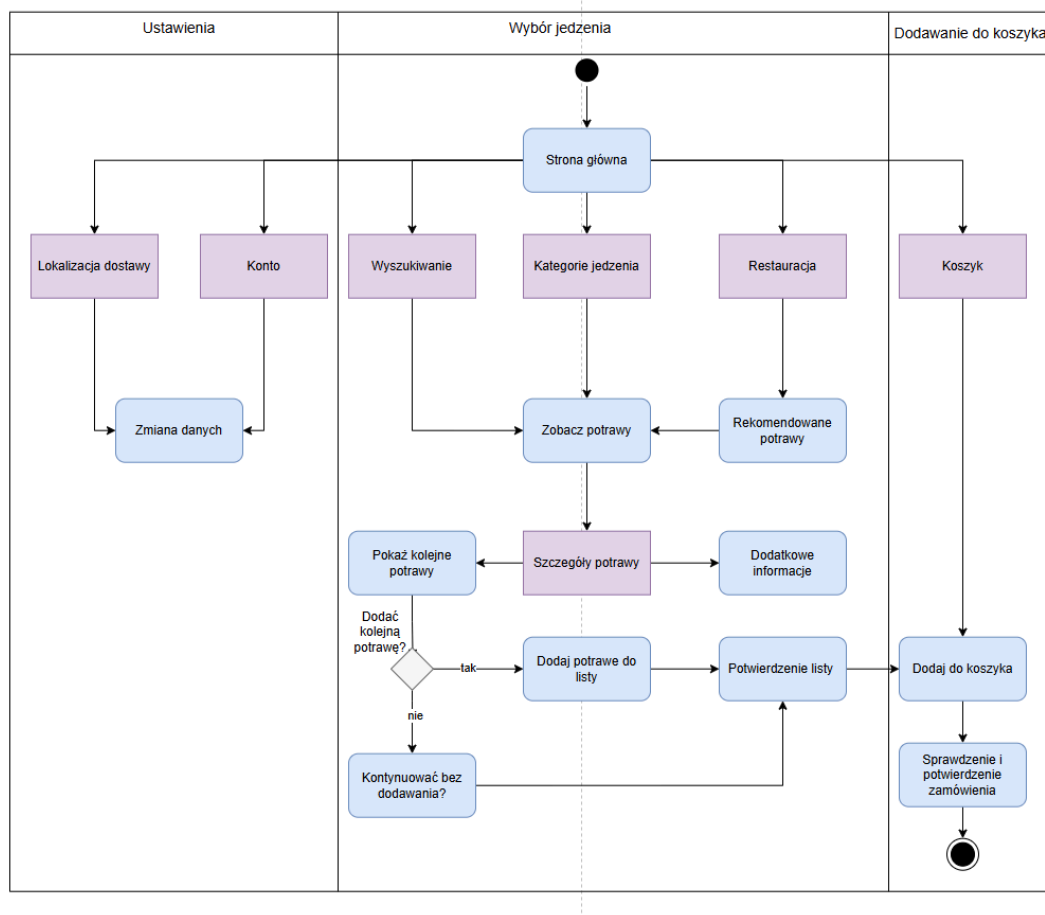 Ustawienia
Wybór jedzenia
Dodawanie do koszyka
Strona główna
Lokalizacja dostawy
Konto
Wyszukiwanie
Kategorie jedzenia
Restauracja
Koszyk
Zmiana danych
Zobacz potrawy
Rekomendowane
potrawy
Pokaż kolejne
potrawy
Szczegóły potrawy
Dodatkowe
informacje
Dodać
kolejną
potrawę?
tak
Dodaj potrawe do
listy
Potwierdzenie listy
Dodaj do koszyka
nie
Kontynuować bez
dodawania?
Sprawdzenie i
potwierdzenie
zamówienia